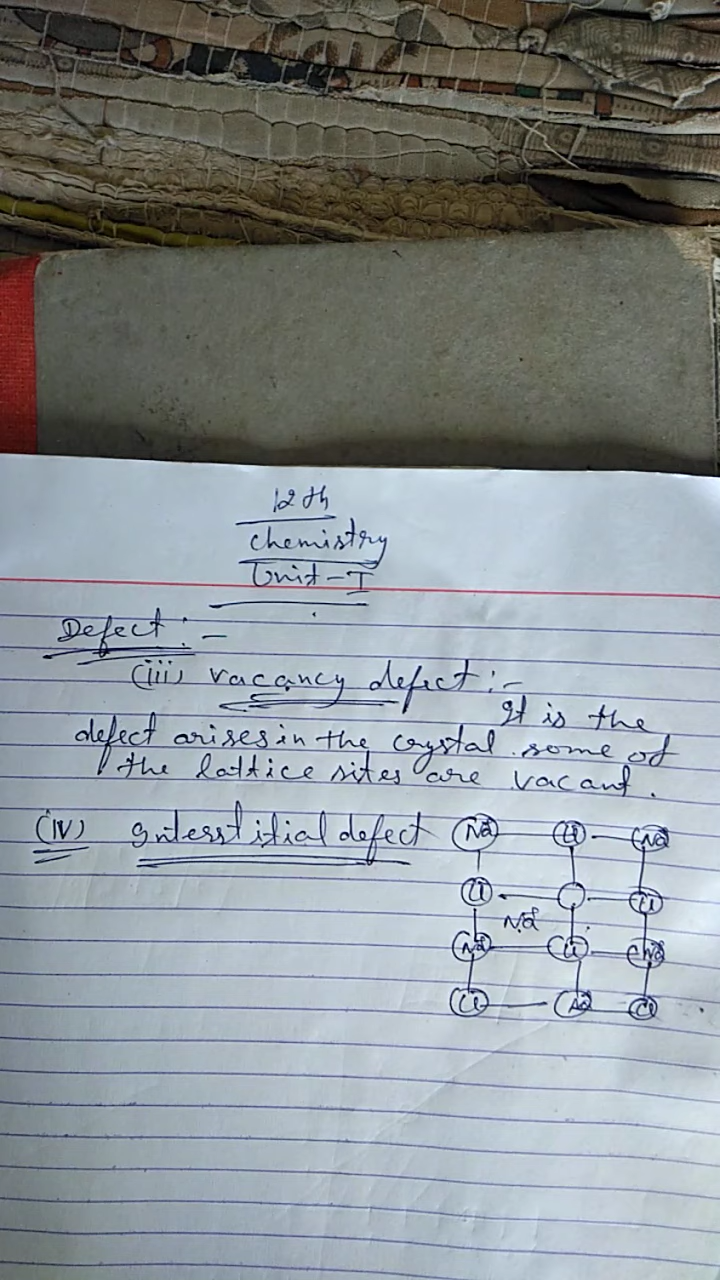 12th
Chemistry
Unit-I
Defect:-
(iii) vacancy defect:-
It is the
defect arises in the crystal some of
the lattice sites are vacant.
(iv) Interstitial defect
Na Cl Na
Cl Cl
Na
Na Cl Na
Cl Na Cl